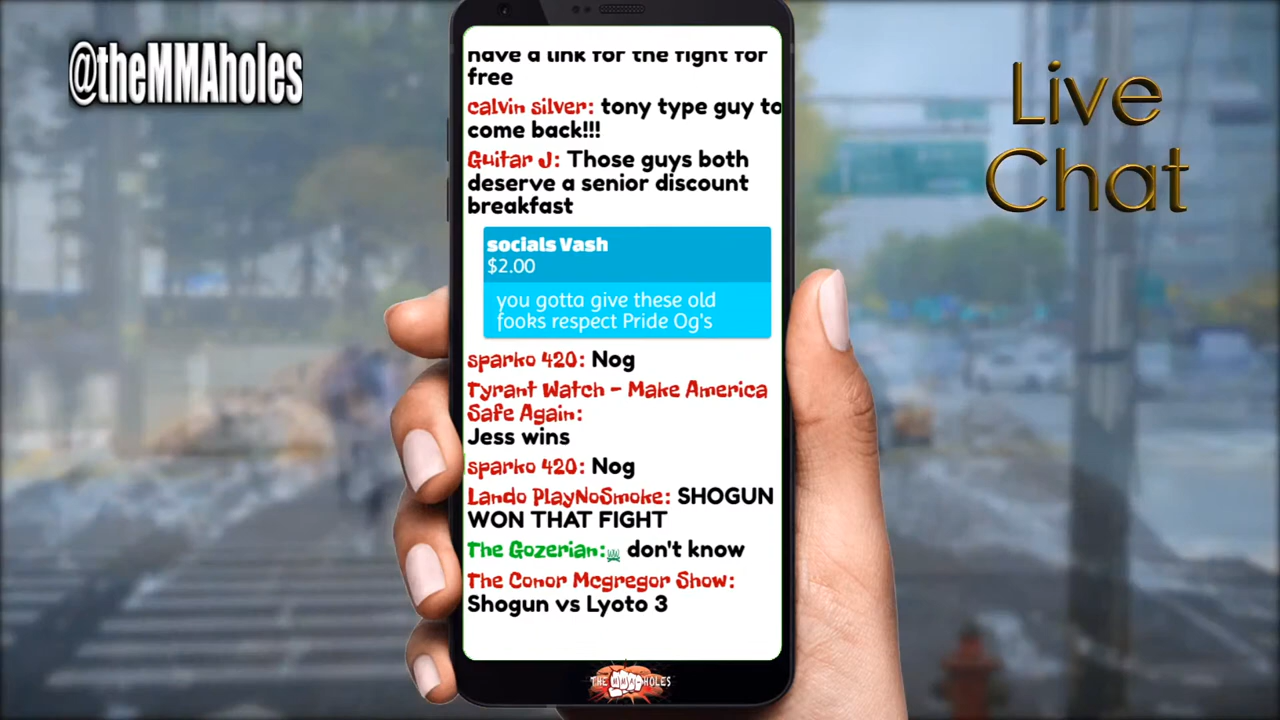 @theMMAholes
Live
Chat
have a link for the fight for
free
calvin silver: tony type guy to
come back!!!
Guitar J: Those guys both
deserve a senior discount
breakfast
socials Vash
$2.00
you gotta give these old
fooks respect Pride Og's
sparko 420: Nog
Tyrant Watch - Make America
Safe Again:
Jess wins
sparko 420: Nog
Lando PlayNoSmoke: SHOGUN
WON THAT FIGHT
The Gozerian: don't know
The Conor Mcgregor Show:
Shogun vs Lyoto 3
THE MMA-HOLES